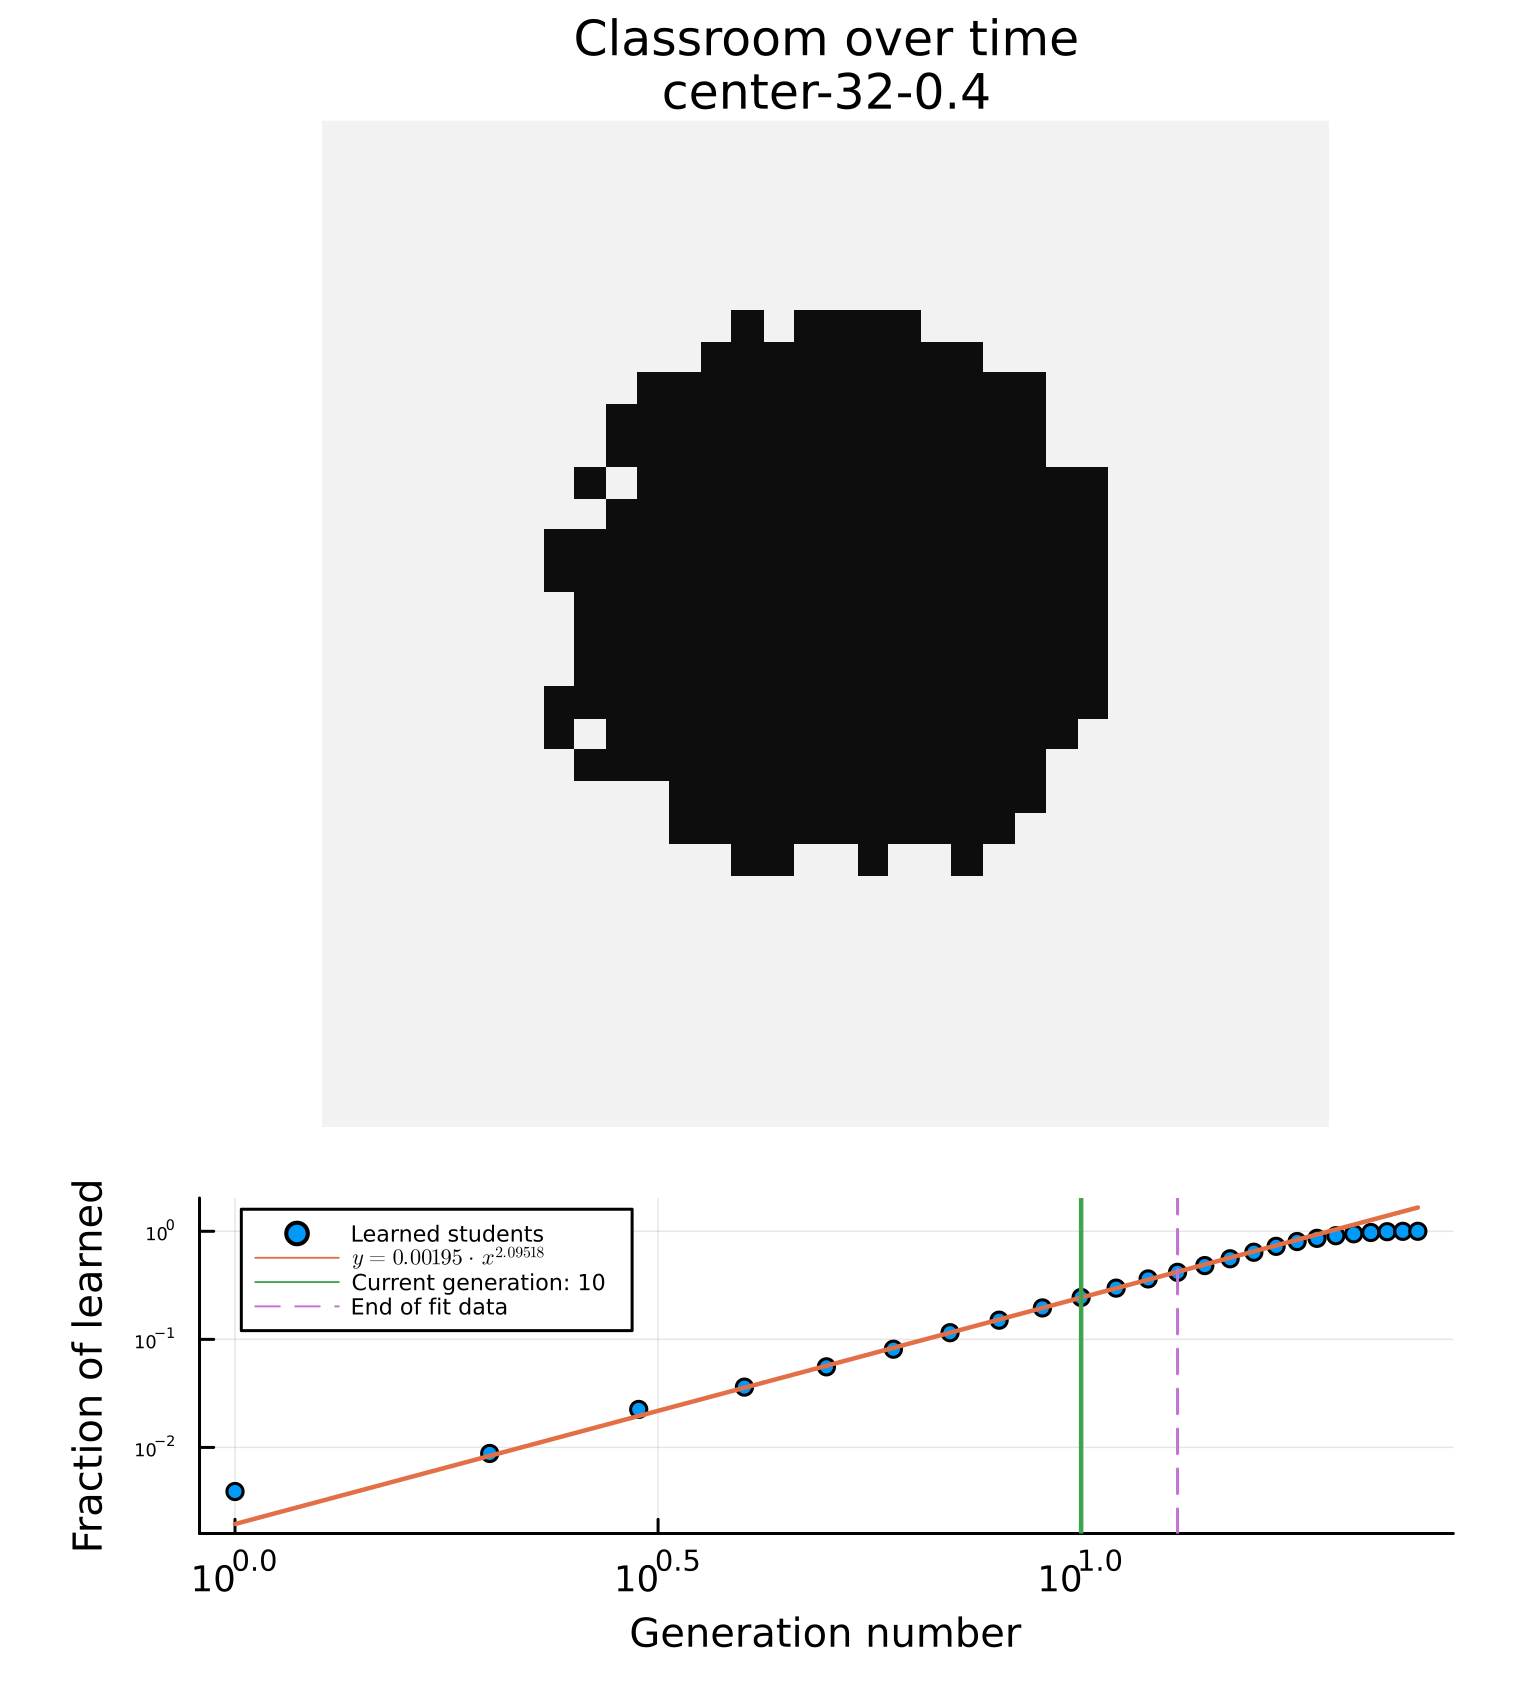 Classroom over time
center-32-0.4
Fraction of learned
10⁰
10⁻¹
10⁻²
Learned students
y = 0.00195 · x^2.09518
Current generation: 10
End of fit data
10^0.0
10^0.5
10^1.0
Generation number